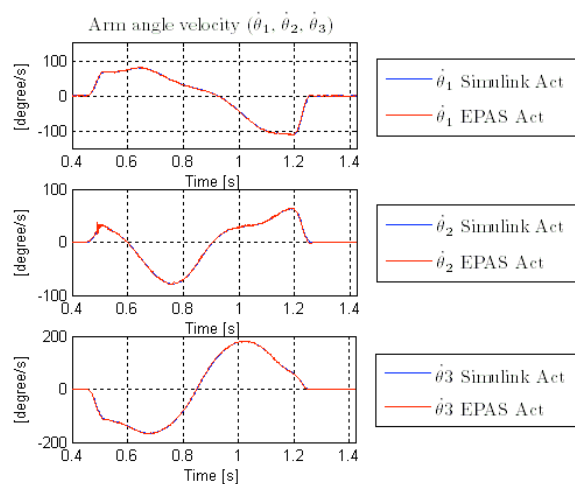 Arm angle velocity (θ̇₁, θ̇₂, θ̇₃)
[degree/s]
100
0
-100
0.4 0.6 0.8 1 1.2 1.4
Time [s]
θ̇₁ Simulink Act
θ̇₁ EPAS Act
[degree/s]
100
0
-100
0.4 0.6 0.8 1 1.2 1.4
Time [s]
θ̇₂ Simulink Act
θ̇₂ EPAS Act
[degree/s]
200
0
-200
0.4 0.6 0.8 1 1.2 1.4
Time [s]
θ̇3 Simulink Act
θ̇3 EPAS Act